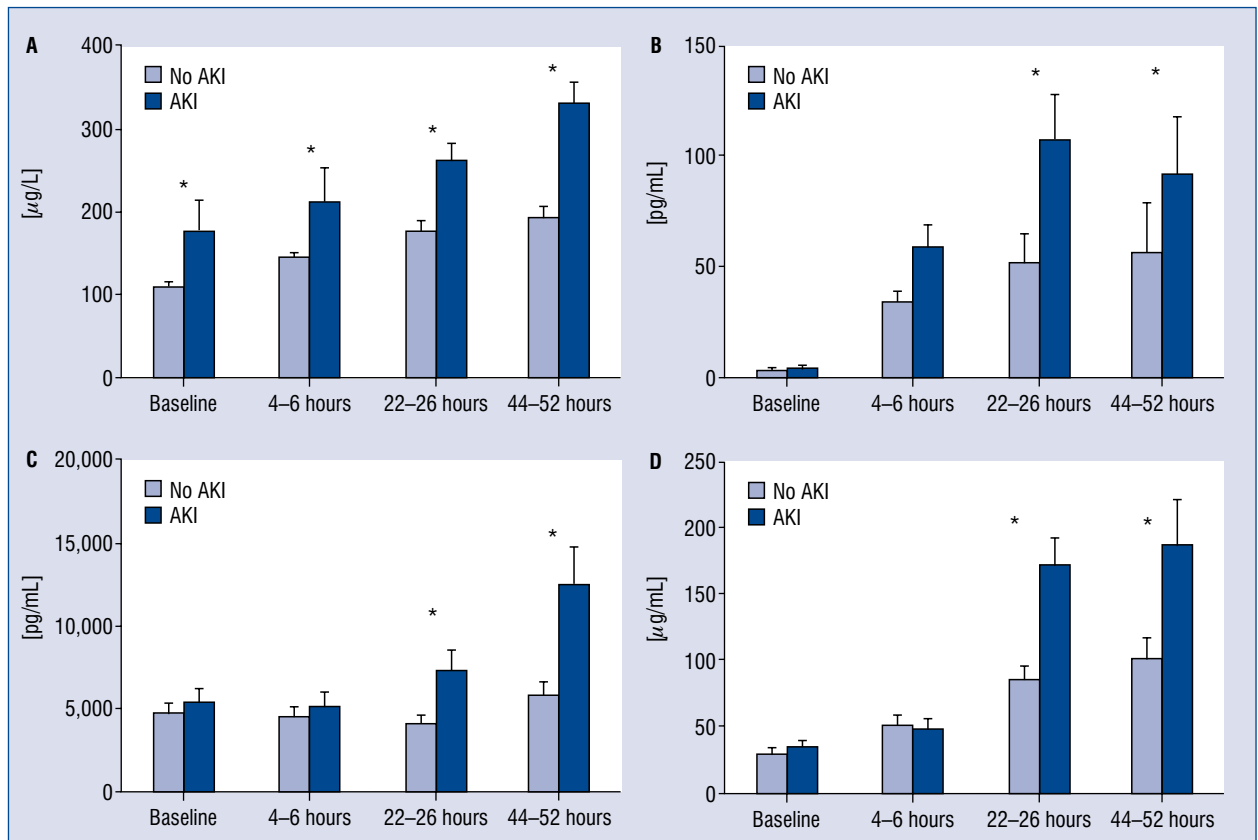 A
400
300
200
100
0
[μg/L]
No AKI
AKI
*
*
*
*
Baseline 4–6 hours 22–26 hours 44–52 hours
B
150
100
50
0
[pg/mL]
No AKI
AKI
*
*
Baseline 4–6 hours 22–26 hours 44–52 hours
C
20,000
15,000
10,000
5,000
0
[pg/mL]
No AKI
AKI
*
*
Baseline 4–6 hours 22–26 hours 44–52 hours
D
250
200
150
100
50
0
[μg/mL]
No AKI
AKI
*
*
Baseline 4–6 hours 22–26 hours 44–52 hours